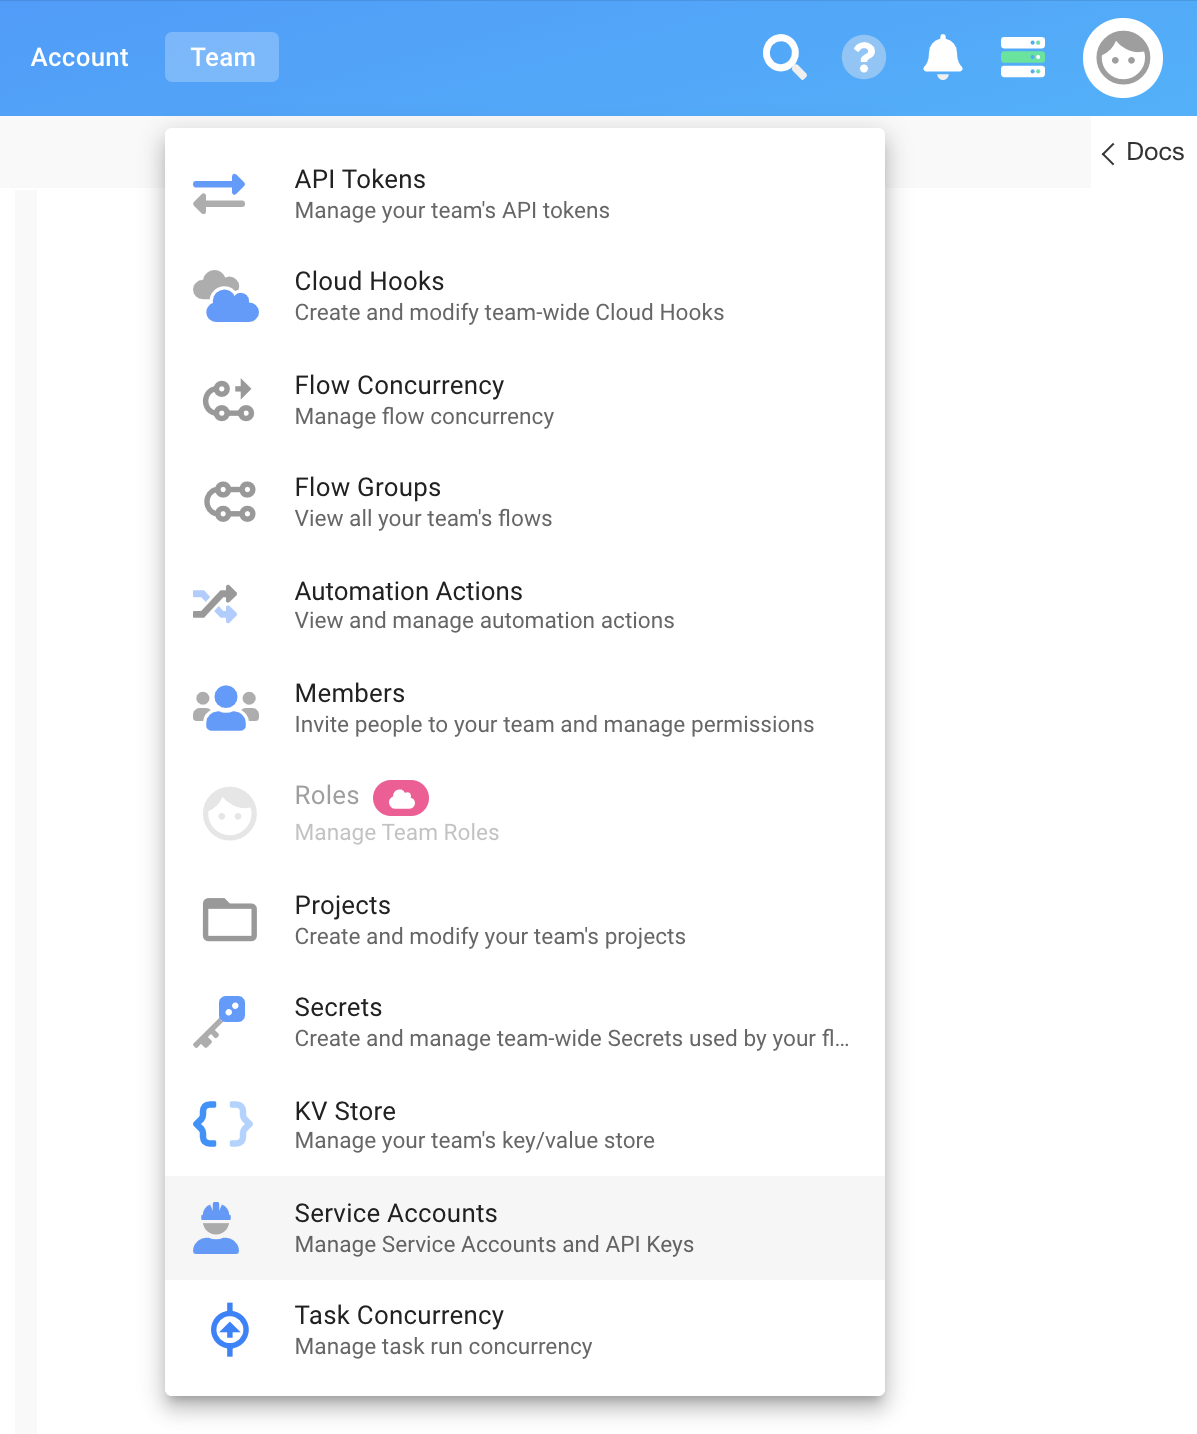 Account Team
Docs
API Tokens
Manage your team's API tokens
Cloud Hooks
Create and modify team-wide Cloud Hooks
Flow Concurrency
Manage flow concurrency
Flow Groups
View all your team's flows
Automation Actions
View and manage automation actions
Members
Invite people to your team and manage permissions
Roles
Manage Team Roles
Projects
Create and modify your team's projects
Secrets
Create and manage team-wide Secrets used by your fl...
KV Store
Manage your team's key/value store
Service Accounts
Manage Service Accounts and API Keys
Task Concurrency
Manage task run concurrency